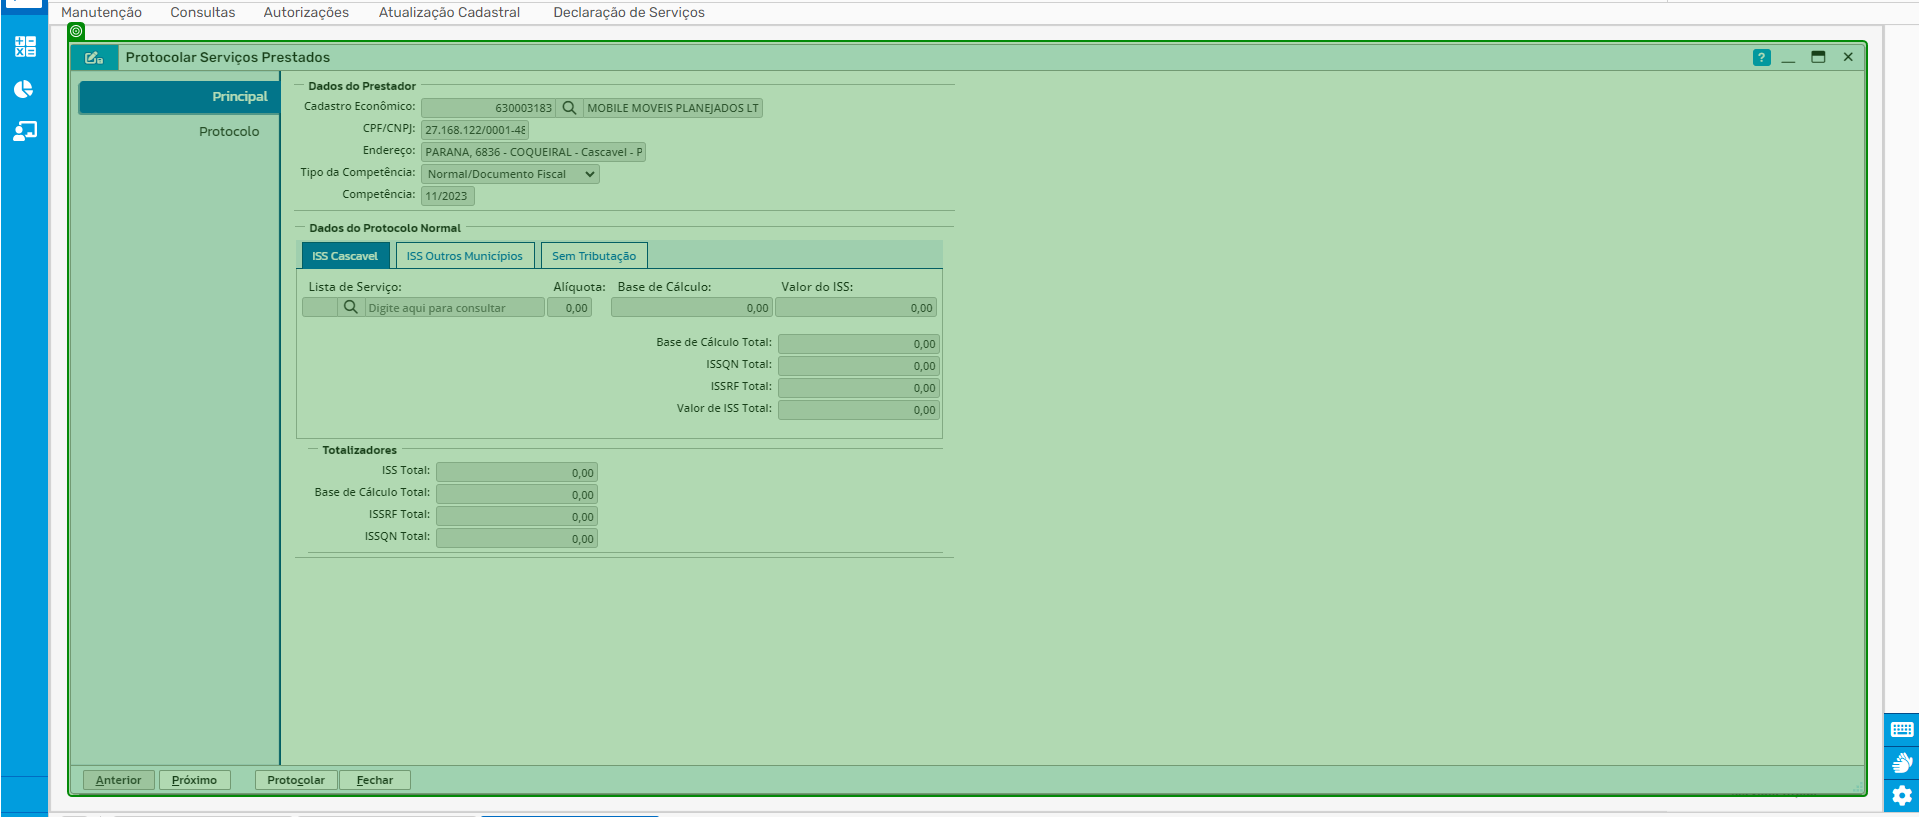 Manutenção Consultas Autorizações Atualização Cadastral Declaração de Serviços
Protocolar Serviços Prestados ?
Principal
Protocolo
Dados do Prestador
Cadastro Econômico: 630003183 MOBILE MOVEIS PLANEJADOS LT
CPF/CNPJ: 27.168.122/0001-48
Endereço: PARANA, 6836 - COQUEIRAL - Cascavel - P
Tipo da Competência: Normal/Documento Fiscal
Competência: 11/2023
Dados do Protocolo Normal
ISS Cascavel ISS Outros Municípios Sem Tributação
Lista de Serviço: Alíquota: Base de Cálculo: Valor do ISS:
Digite aqui para consultar 0,00 0,00 0,00
Base de Cálculo Total: 0,00
ISSQN Total: 0,00
ISSRF Total: 0,00
Valor de ISS Total: 0,00
Totalizadores
ISS Total: 0,00
Base de Cálculo Total: 0,00
ISSRF Total: 0,00
ISSQN Total: 0,00
Anterior Próximo Protocolar Fechar